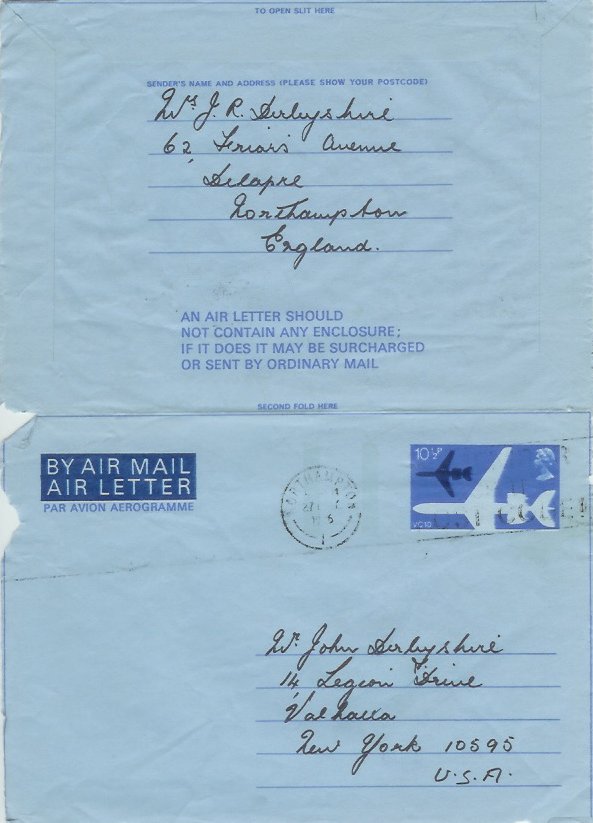 TO OPEN SLIT HERE
SENDER'S NAME AND ADDRESS (PLEASE SHOW YOUR POSTCODE)
Mrs J. R. Derbyshire
62 Friars Avenue
Delapre
Northampton
England.
AN AIR LETTER SHOULD
NOT CONTAIN ANY ENCLOSURE;
IF IT DOES IT MAY BE SURCHARGED
OR SENT BY ORDINARY MAIL
SECOND FOLD HERE
BY AIR MAIL
AIR LETTER
PAR AVION AEROGRAMME
NORTHAMPTON
10½P
VC10
Mr John Derbyshire
14 Legion Drive
Valhalla
New York 10595
U.S.A.